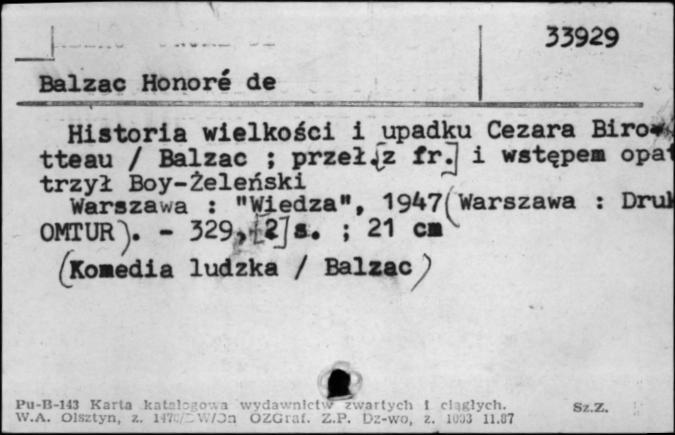 33929
Balzac Honoré de
Historia wielkości i upadku Cezara Biro-
tteau / Balzac ; przeł. [z fr.] i wstępem opa
trzył Boy-Żeleński
Warszawa : "Wiedza", 1947 (Warszawa : Druk
OMTUR). - 329, [2] s. ; 21 cm
(Komedia ludzka / Balzac)
Pu-B-143 Karta katalogowa wydawnictw zwartych i ciągłych. Sz.Z.
W.A. Olsztyn, z. OZGraf. Z.P. Dz-wo, z. 11.87